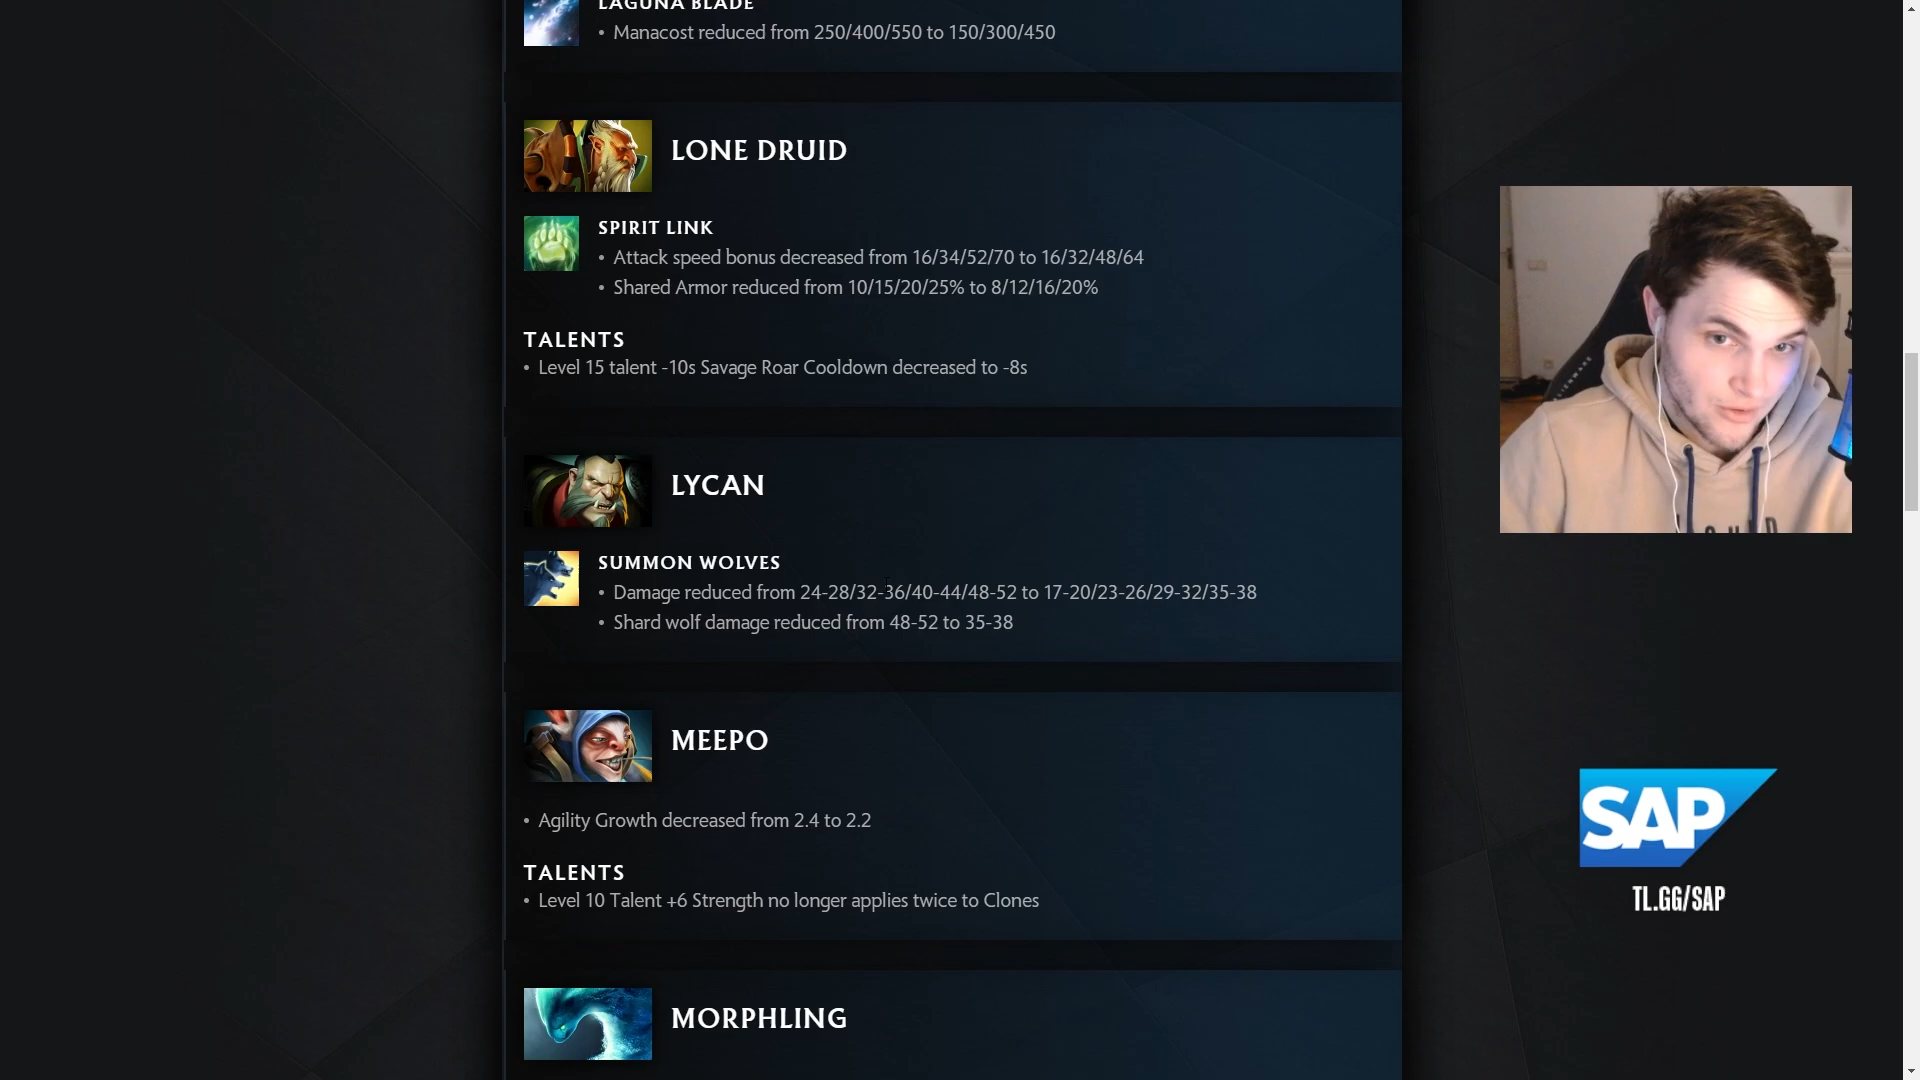 LAGUNA BLADE
• Manacost reduced from 250/400/550 to 150/300/450
LONE DRUID
SPIRIT LINK
• Attack speed bonus decreased from 16/34/52/70 to 16/32/48/64
• Shared Armor reduced from 10/15/20/25% to 8/12/16/20%
TALENTS
• Level 15 talent -10s Savage Roar Cooldown decreased to -8s
LYCAN
SUMMON WOLVES
• Damage reduced from 24-28/32-36/40-44/48-52 to 17-20/23-26/29-32/35-38
• Shard wolf damage reduced from 48-52 to 35-38
MEEPO
• Agility Growth decreased from 2.4 to 2.2
TALENTS
• Level 10 Talent +6 Strength no longer applies twice to Clones
MORPHLING
SAP
TL.GG/SAP